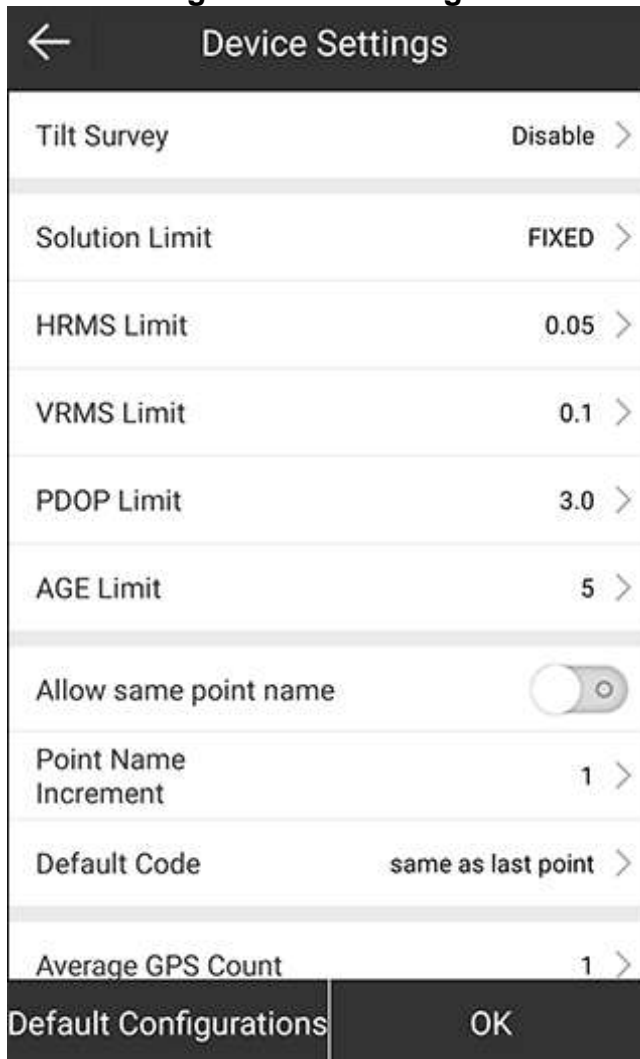 Device Settings
Tilt Survey Disable
Solution Limit FIXED
HRMS Limit 0.05
VRMS Limit 0.1
PDOP Limit 3.0
AGE Limit 5
Allow same point name
Point Name
Increment 1
Default Code same as last point
Average GPS Count 1
Default Configurations OK